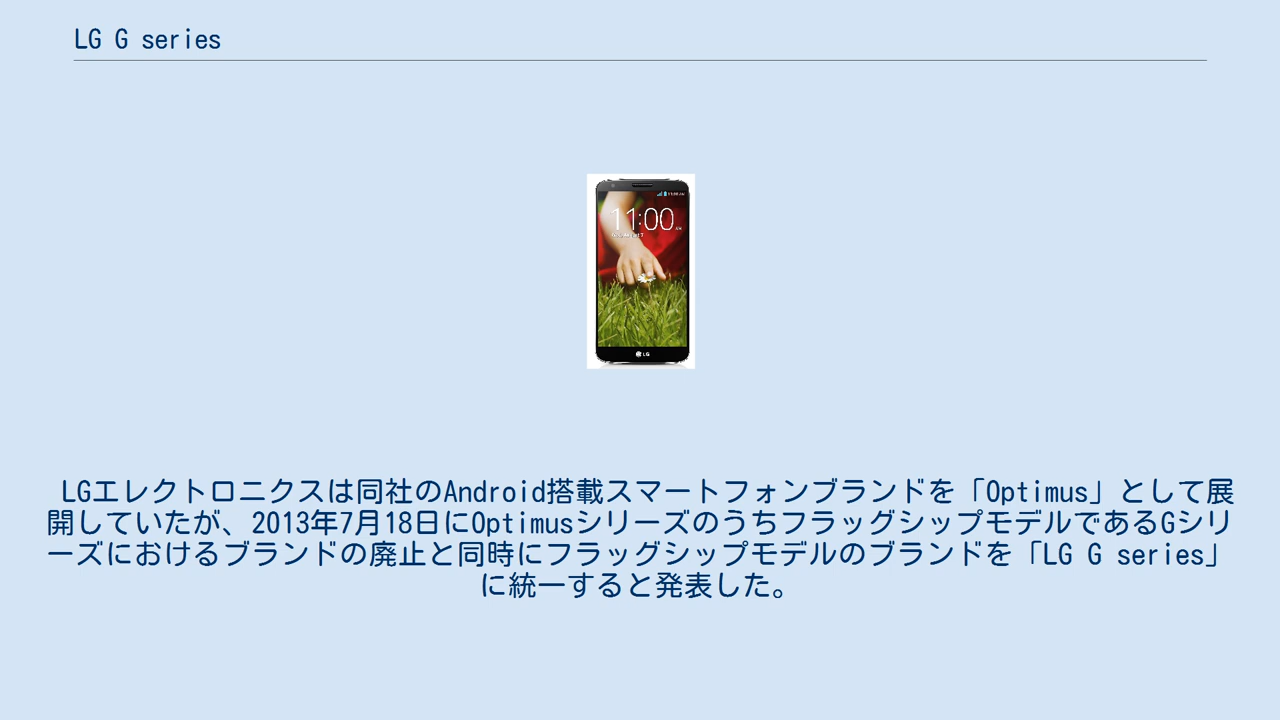 LG G series
11:00
LG
LGエレクトロニクスは同社のAndroid搭載スマートフォンブランドを「Optimus」として展
開していたが、2013年7月18日にOptimusシリーズのうちフラッグシップモデルであるGシリ
ーズにおけるブランドの廃止と同時にフラッグシップモデルのブランドを「LG G series」
に統一すると発表した。